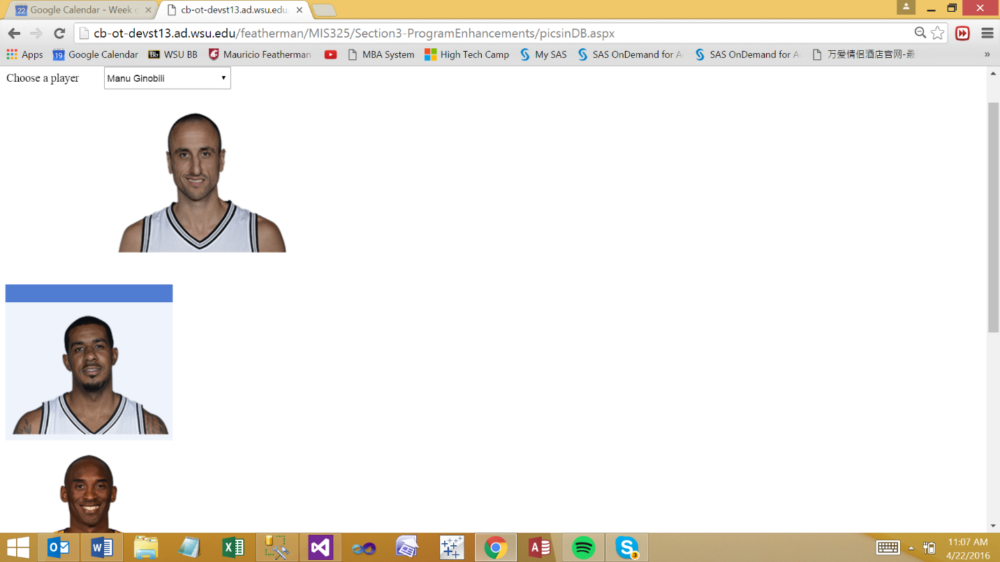 22 Google Calendar - Week o
cb-ot-devst13.ad.wsu.edu/
cb-ot-devst13.ad.wsu.edu/featherman/MIS325/Section3-ProgramEnhancements/picsinDB.aspx
Apps 19 Google Calendar Bb WSU BB Mauricio Featherman MBA System High Tech Camp My SAS SAS OnDemand for A SAS OnDemand for A 万爱情侣酒店官网-最 »
Choose a player Manu Ginobili
3
11:07 AM
4/22/2016